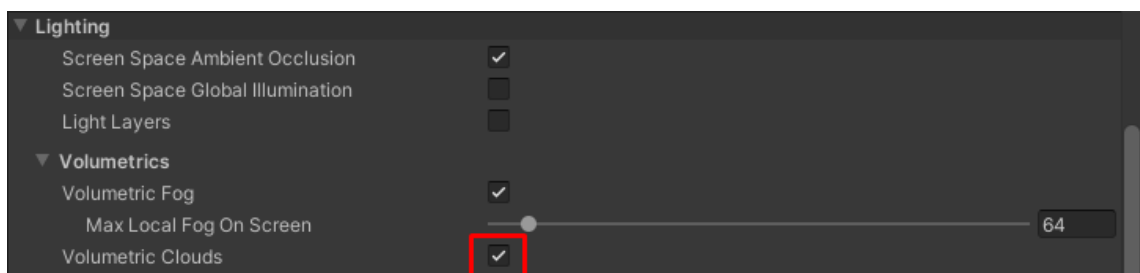 Lighting
Screen Space Ambient Occlusion
Screen Space Global Illumination
Light Layers
Volumetrics
Volumetric Fog
Max Local Fog On Screen 64
Volumetric Clouds